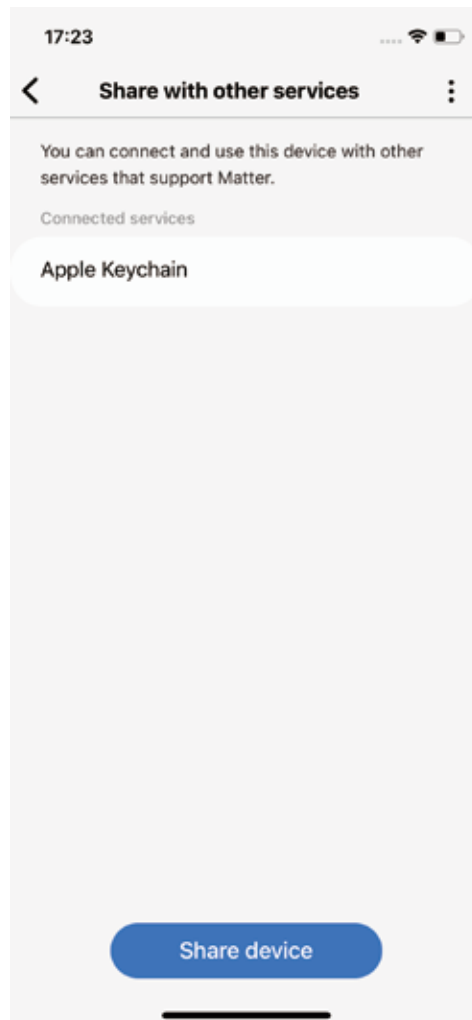 17:23
Share with other services
You can connect and use this device with other
services that support Matter.
Connected services
Apple Keychain
Share device